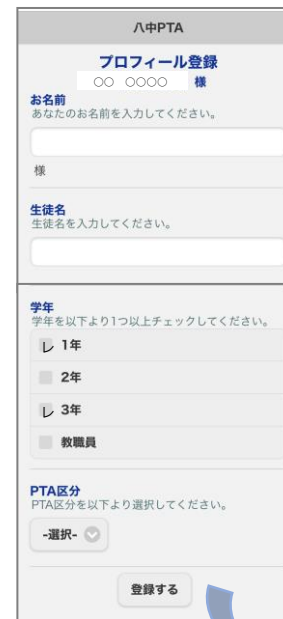 八中PTA
プロフィール登録
○○ ○○○○ 様
お名前
あなたのお名前を入力してください。
様
生徒名
生徒名を入力してください。
学年
学年を以下より1つ以上チェックしてください。
レ 1年
2年
レ 3年
教職員
PTA区分
PTA区分を以下より選択してください。
-選択-
登録する